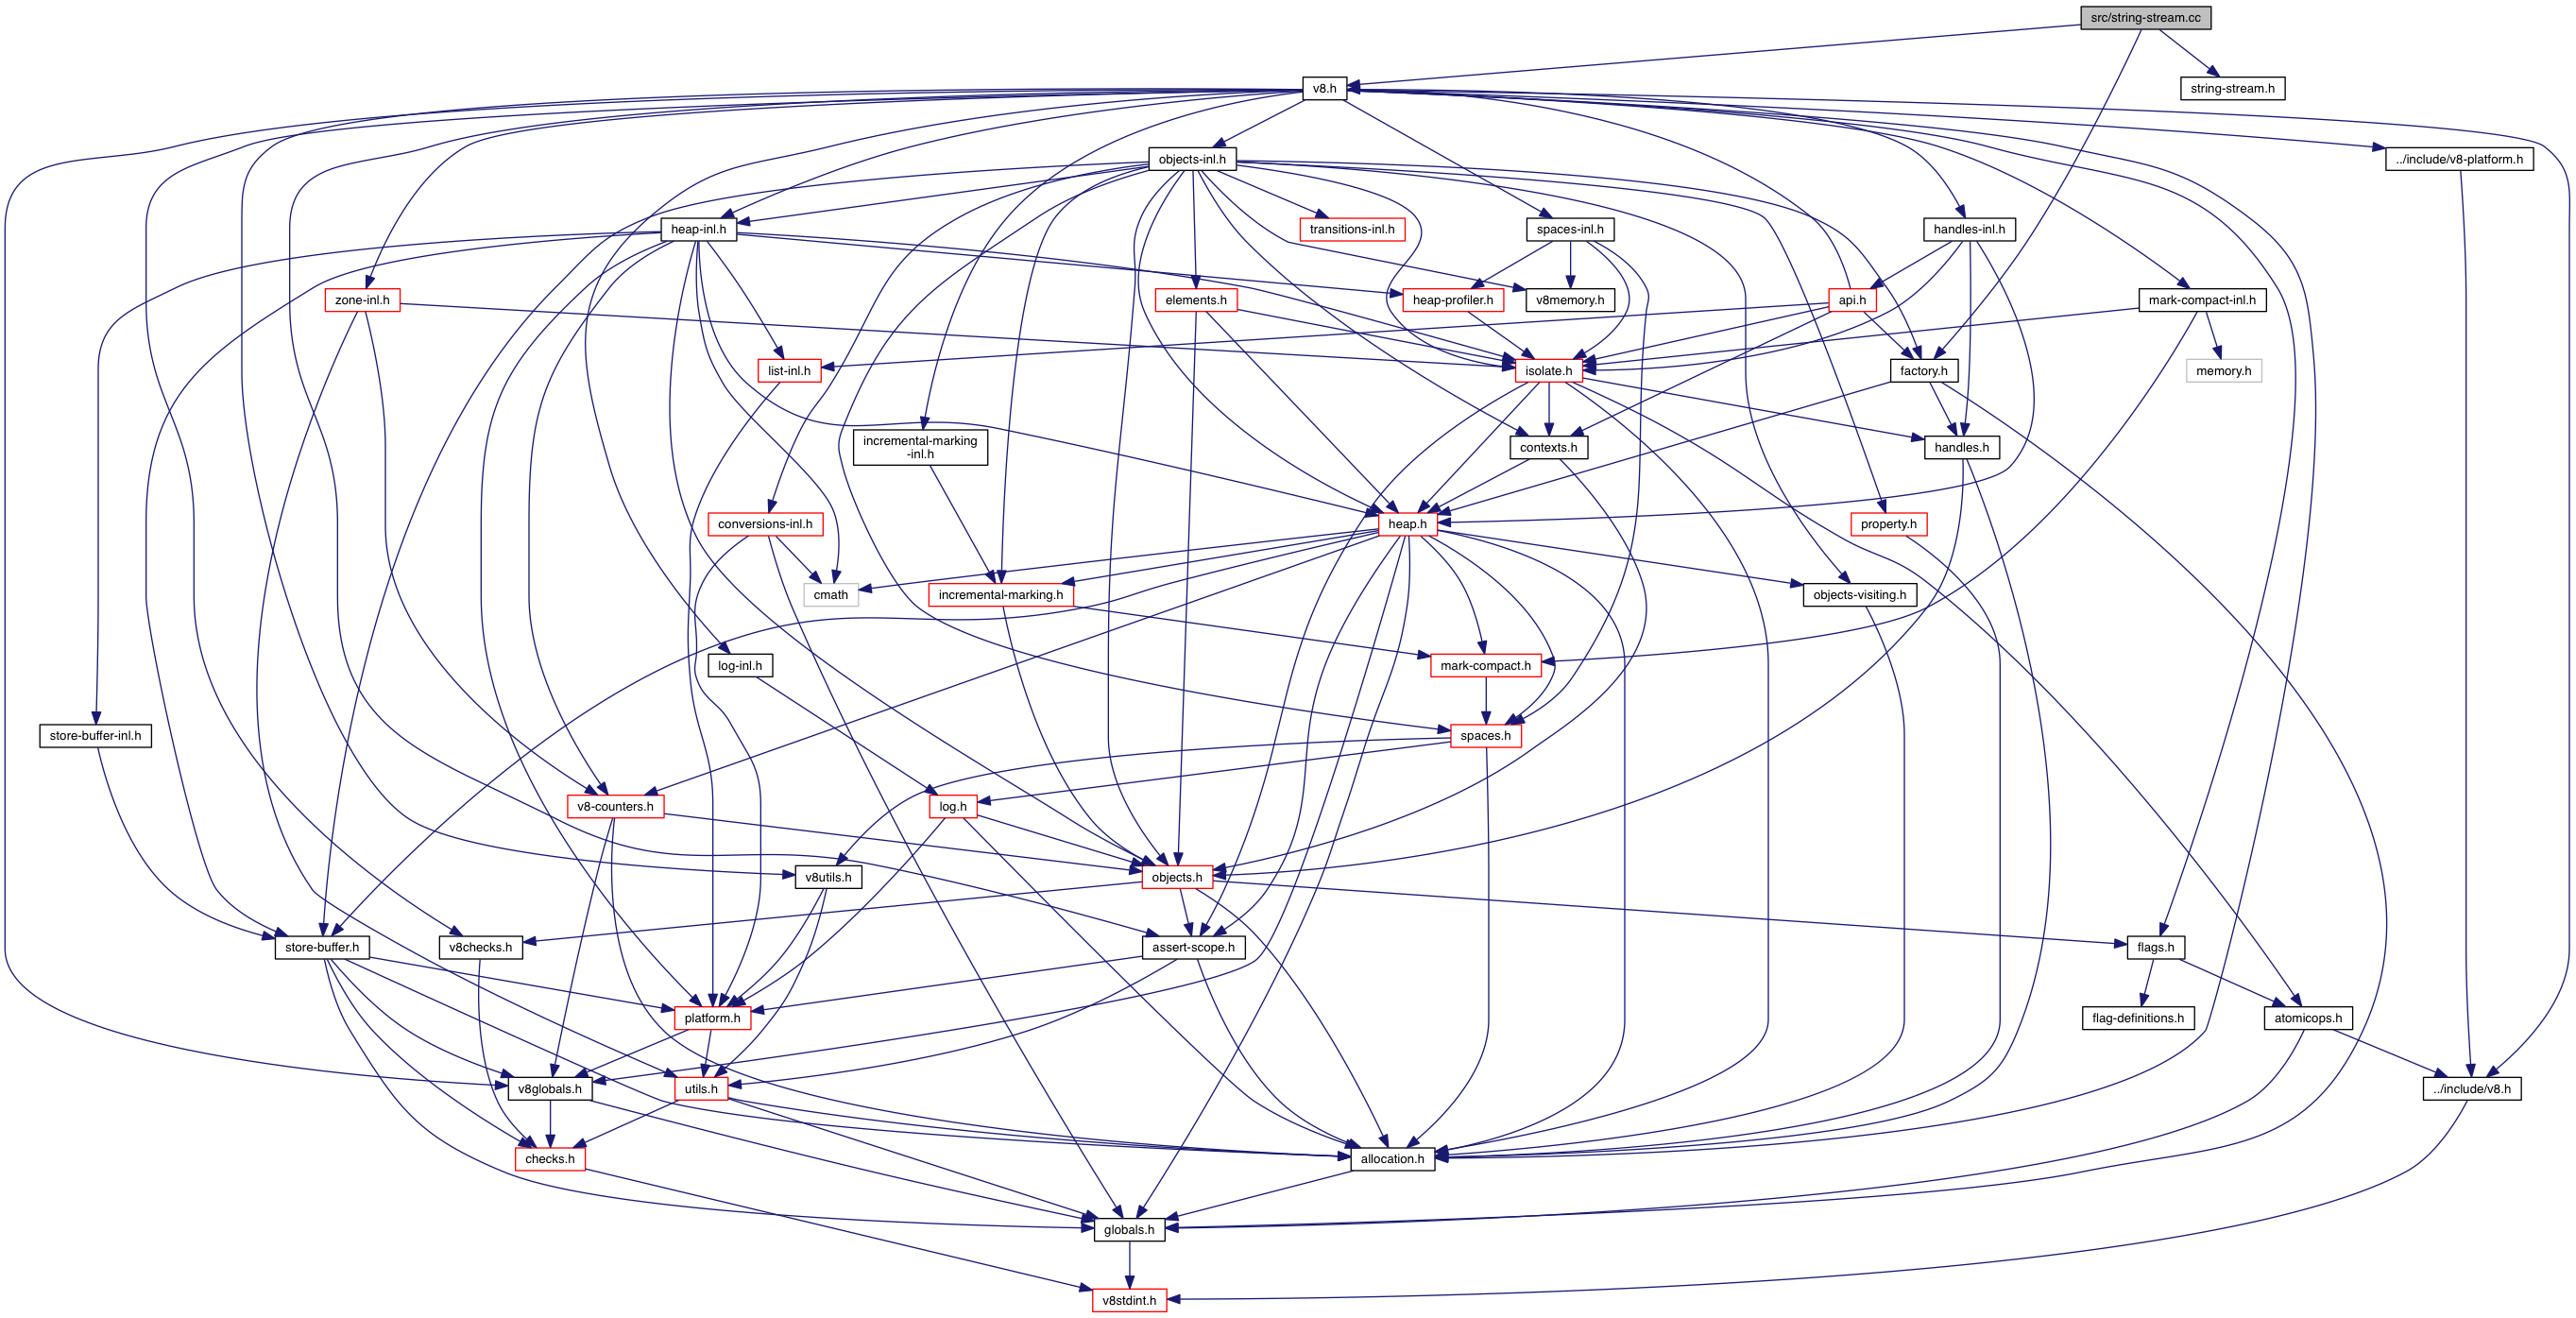 src/string-stream.cc
v8.h
string-stream.h
objects-inl.h
../include/v8-platform.h
heap-inl.h
transitions-inl.h
spaces-inl.h
handles-inl.h
zone-inl.h
elements.h
heap-profiler.h
v8memory.h
api.h
mark-compact-inl.h
list-inl.h
isolate.h
factory.h
memory.h
incremental-marking
-inl.h
contexts.h
handles.h
conversions-inl.h
heap.h
property.h
cmath
incremental-marking.h
objects-visiting.h
log-inl.h
mark-compact.h
store-buffer-inl.h
spaces.h
v8-counters.h
log.h
v8utils.h
objects.h
store-buffer.h
v8checks.h
assert-scope.h
flags.h
platform.h
flag-definitions.h
atomicops.h
v8globals.h
utils.h
../include/v8.h
checks.h
allocation.h
globals.h
v8stdint.h